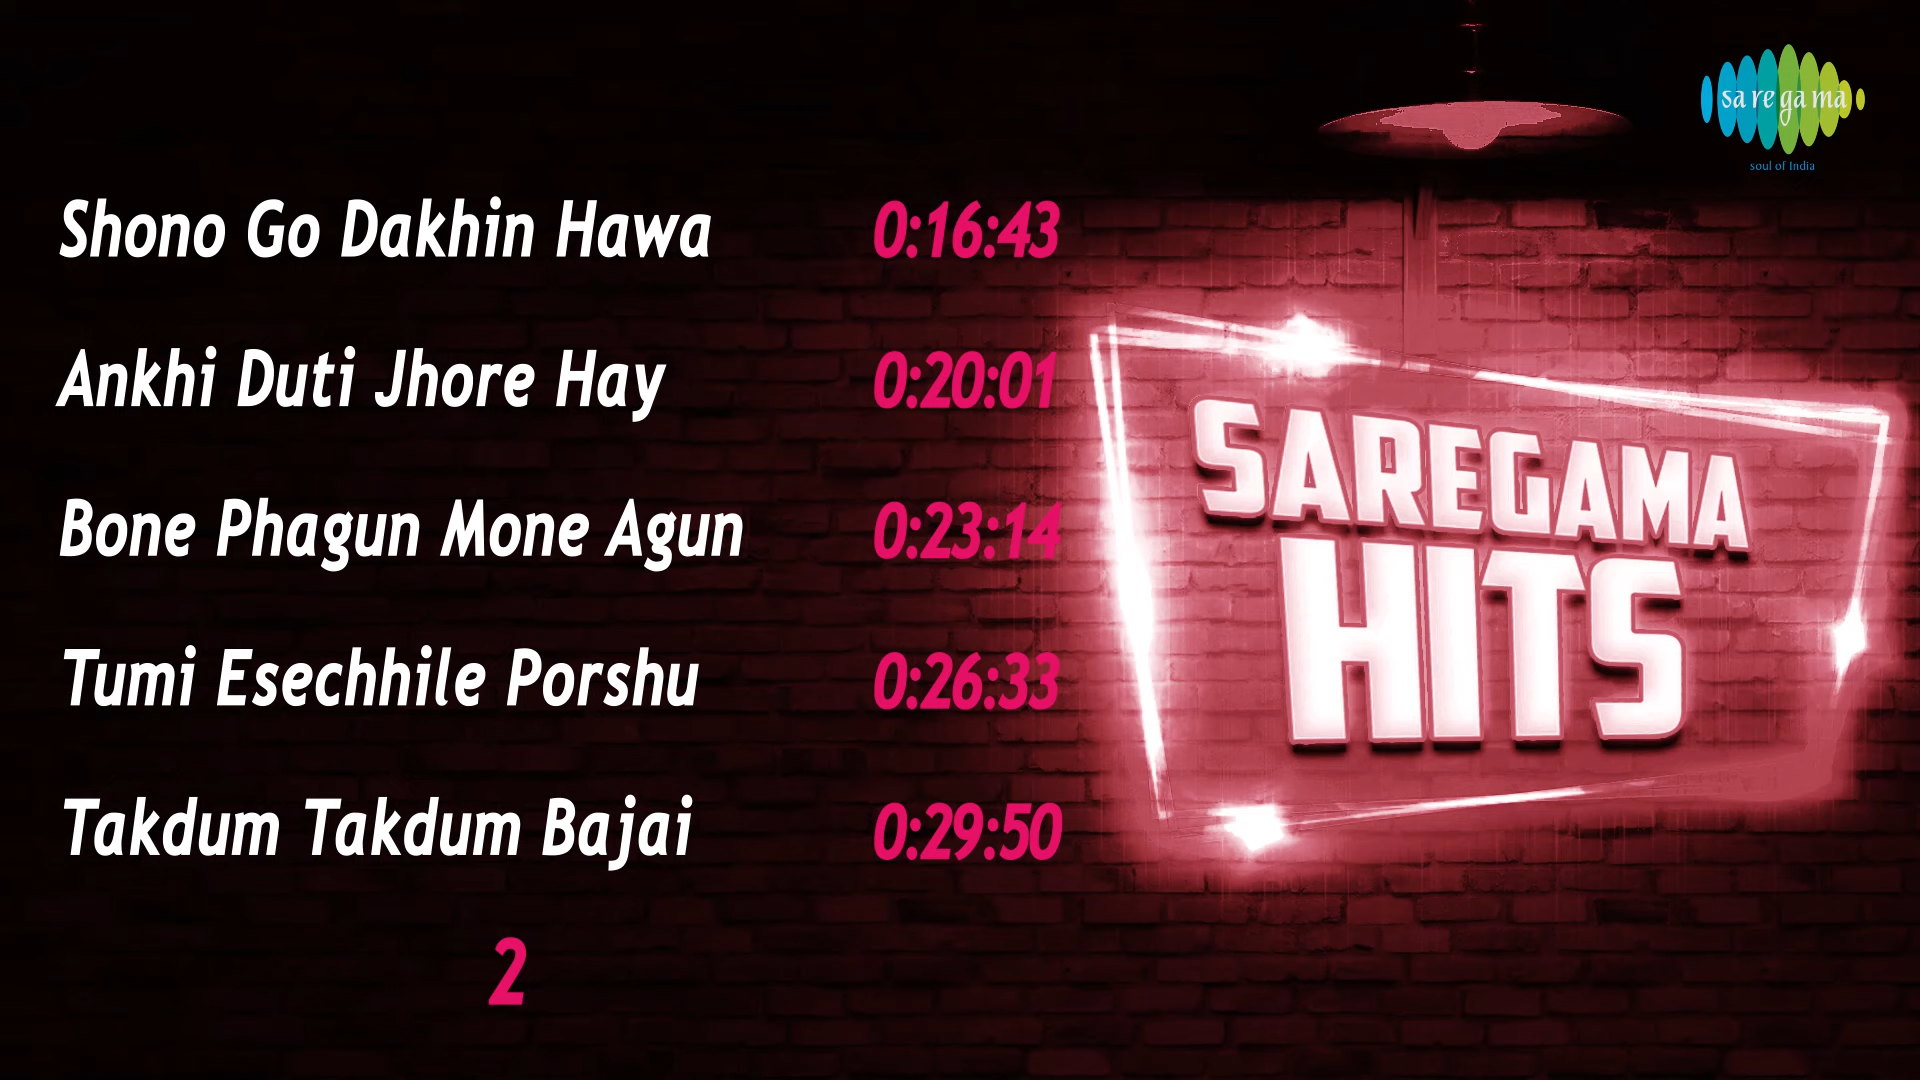 sa re ga ma
soul of India
Shono Go Dakhin Hawa 0:16:43
Ankhi Duti Jhore Hay 0:20:01
Bone Phagun Mone Agun 0:23:14
Tumi Esechhile Porshu 0:26:33
Takdum Takdum Bajai 0:29:50
2
SAREGAMA
HITS